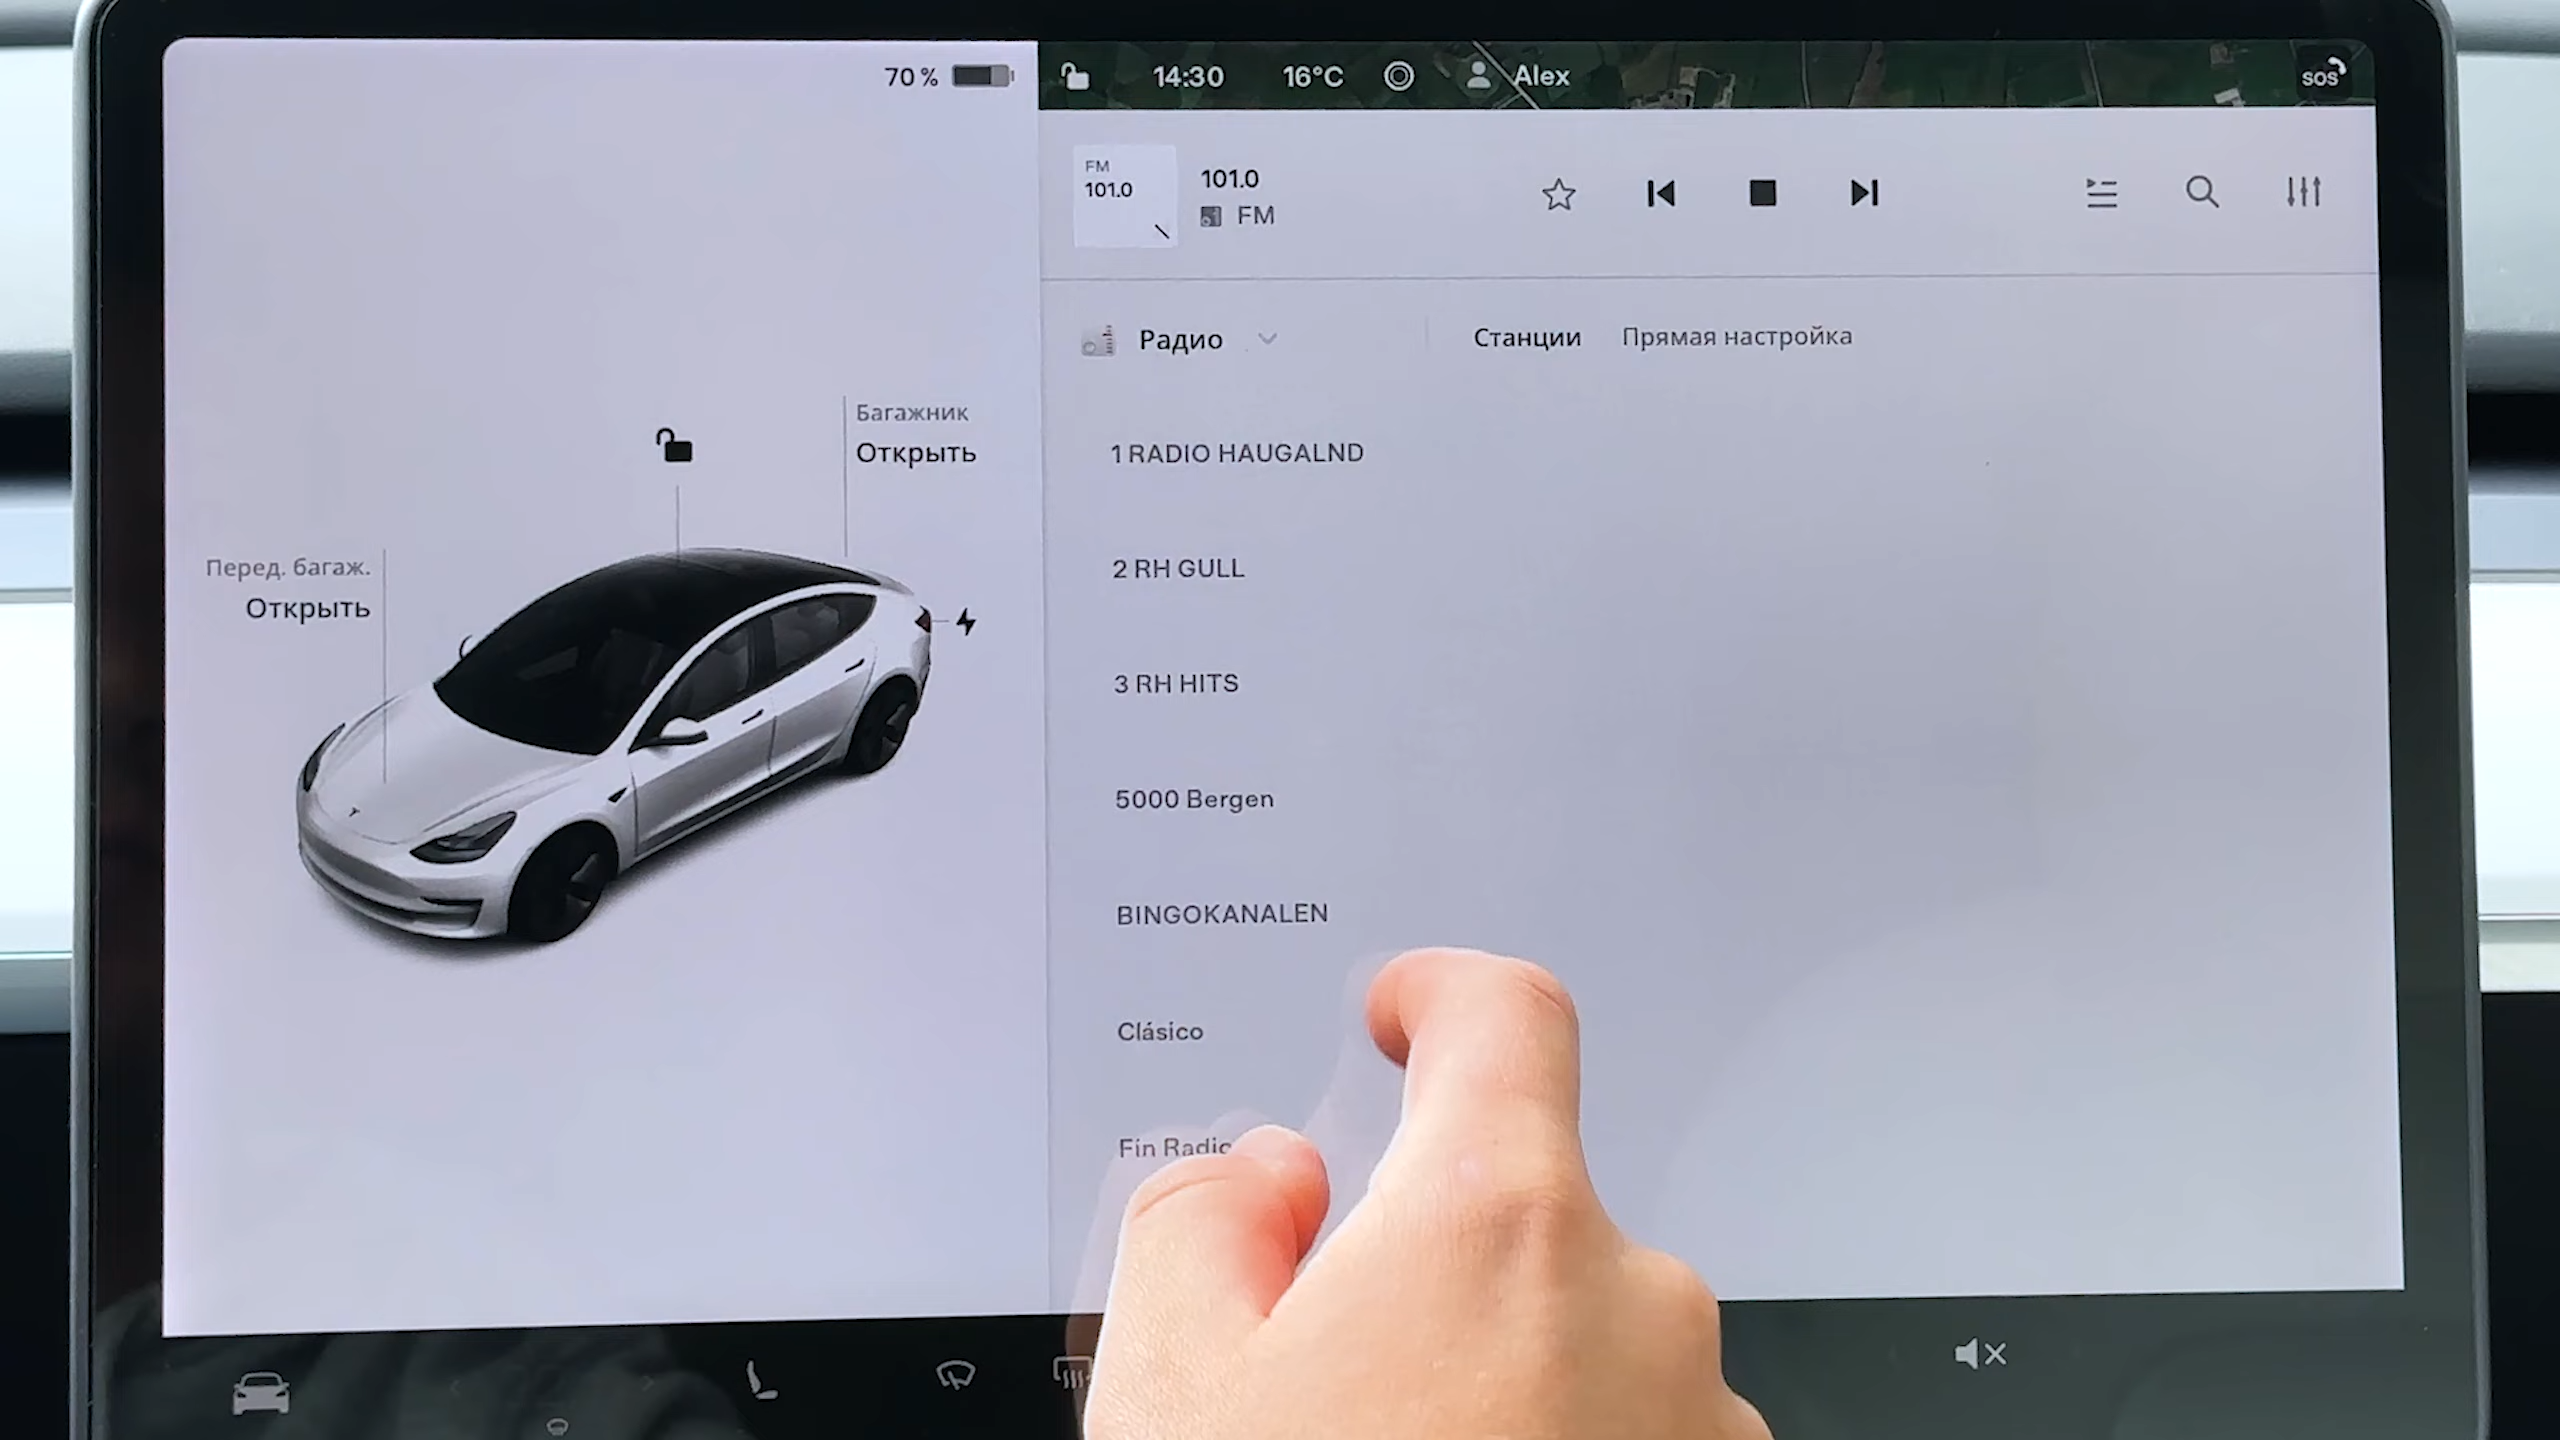 70 %
14:30
16°C
Alex
SOS
FM
101.0
101.0
FM
Радио
Станции
Прямая настройка
Багажник
Открыть
Перед. багаж.
Открыть
1 RADIO HAUGALND
2 RH GULL
3 RH HITS
5000 Bergen
BINGOKANALEN
Clásico
Fin